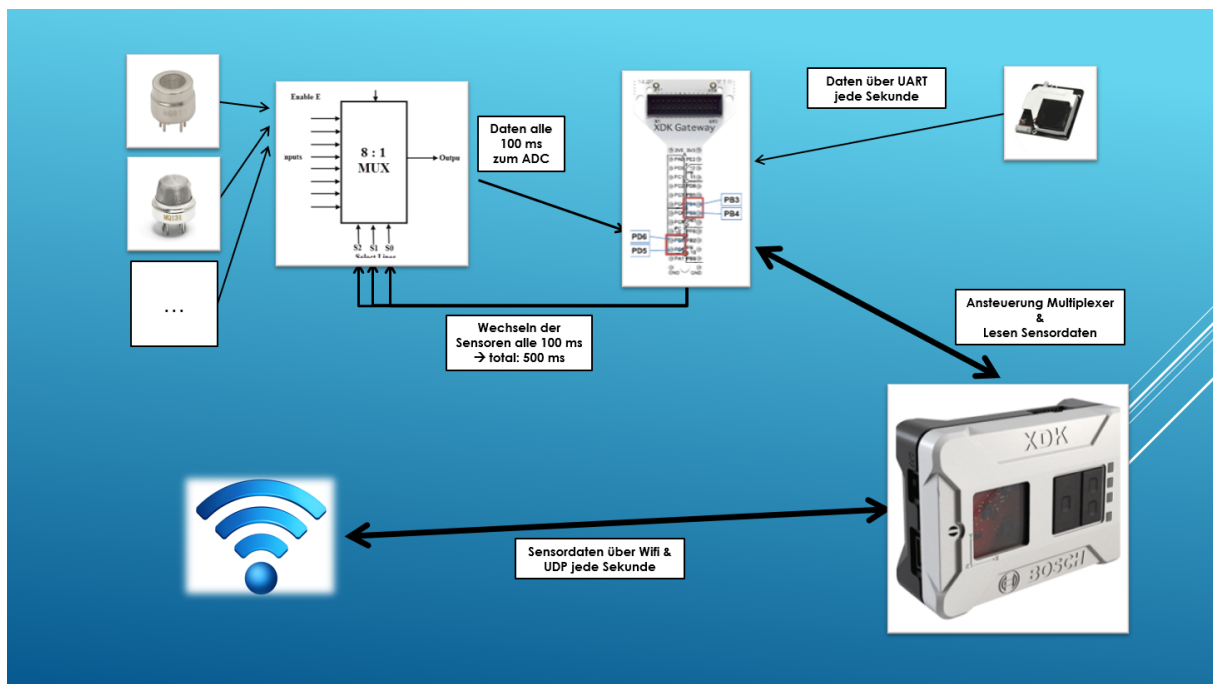 Enable E
nputs
8 : 1
MUX
Outpu
S2 S1 S0
Select Lines
...
Daten alle
100 ms
zum ADC
XDK Gateway
PB3
PB4
PD6
PD5
GND GND
Daten über UART
jede Sekunde
Wechseln der
Sensoren alle 100 ms
→ total: 500 ms
Ansteuerung Multiplexer
&
Lesen Sensordaten
XDK
BOSCH
Sensordaten über Wifi &
UDP jede Sekunde